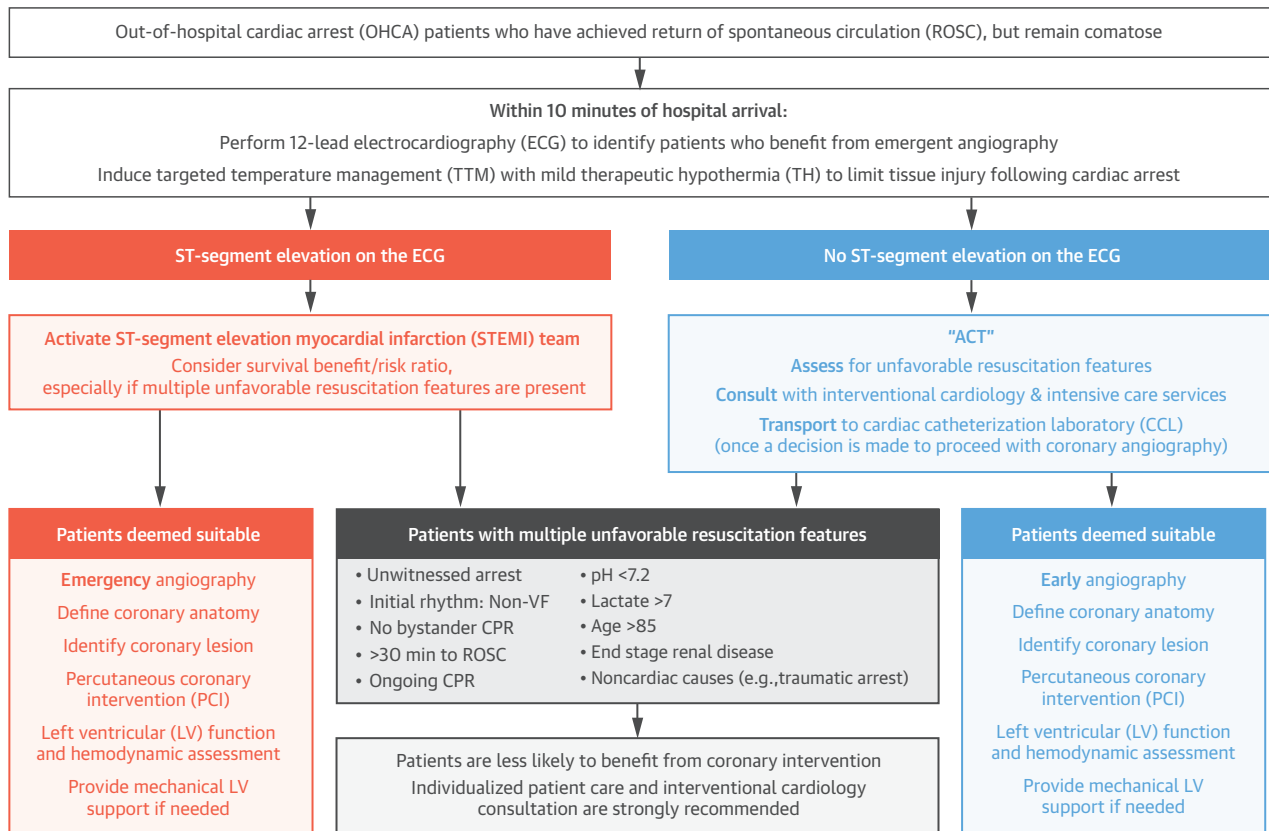 Out-of-hospital cardiac arrest (OHCA) patients who have achieved return of spontaneous circulation (ROSC), but remain comatose
Within 10 minutes of hospital arrival:
Perform 12-lead electrocardiography (ECG) to identify patients who benefit from emergent angiography
Induce targeted temperature management (TTM) with mild therapeutic hypothermia (TH) to limit tissue injury following cardiac arrest
ST-segment elevation on the ECG
No ST-segment elevation on the ECG
Activate ST-segment elevation myocardial infarction (STEMI) team
Consider survival benefit/risk ratio,
especially if multiple unfavorable resuscitation features are present
"ACT"
Assess for unfavorable resuscitation features
Consult with interventional cardiology & intensive care services
Transport to cardiac catheterization laboratory (CCL)
(once a decision is made to proceed with coronary angiography)
Patients deemed suitable
Emergency angiography
Define coronary anatomy
Identify coronary lesion
Percutaneous coronary
intervention (PCI)
Left ventricular (LV) function
and hemodynamic assessment
Provide mechanical LV
support if needed
Patients with multiple unfavorable resuscitation features
• Unwitnessed arrest
• Initial rhythm: Non-VF
• No bystander CPR
• >30 min to ROSC
• Ongoing CPR
• pH <7.2
• Lactate >7
• Age >85
• End stage renal disease
• Noncardiac causes (e.g.,traumatic arrest)
Patients are less likely to benefit from coronary intervention
Individualized patient care and interventional cardiology
consultation are strongly recommended
Patients deemed suitable
Early angiography
Define coronary anatomy
Identify coronary lesion
Percutaneous coronary
intervention (PCI)
Left ventricular (LV) function
and hemodynamic assessment
Provide mechanical LV
support if needed